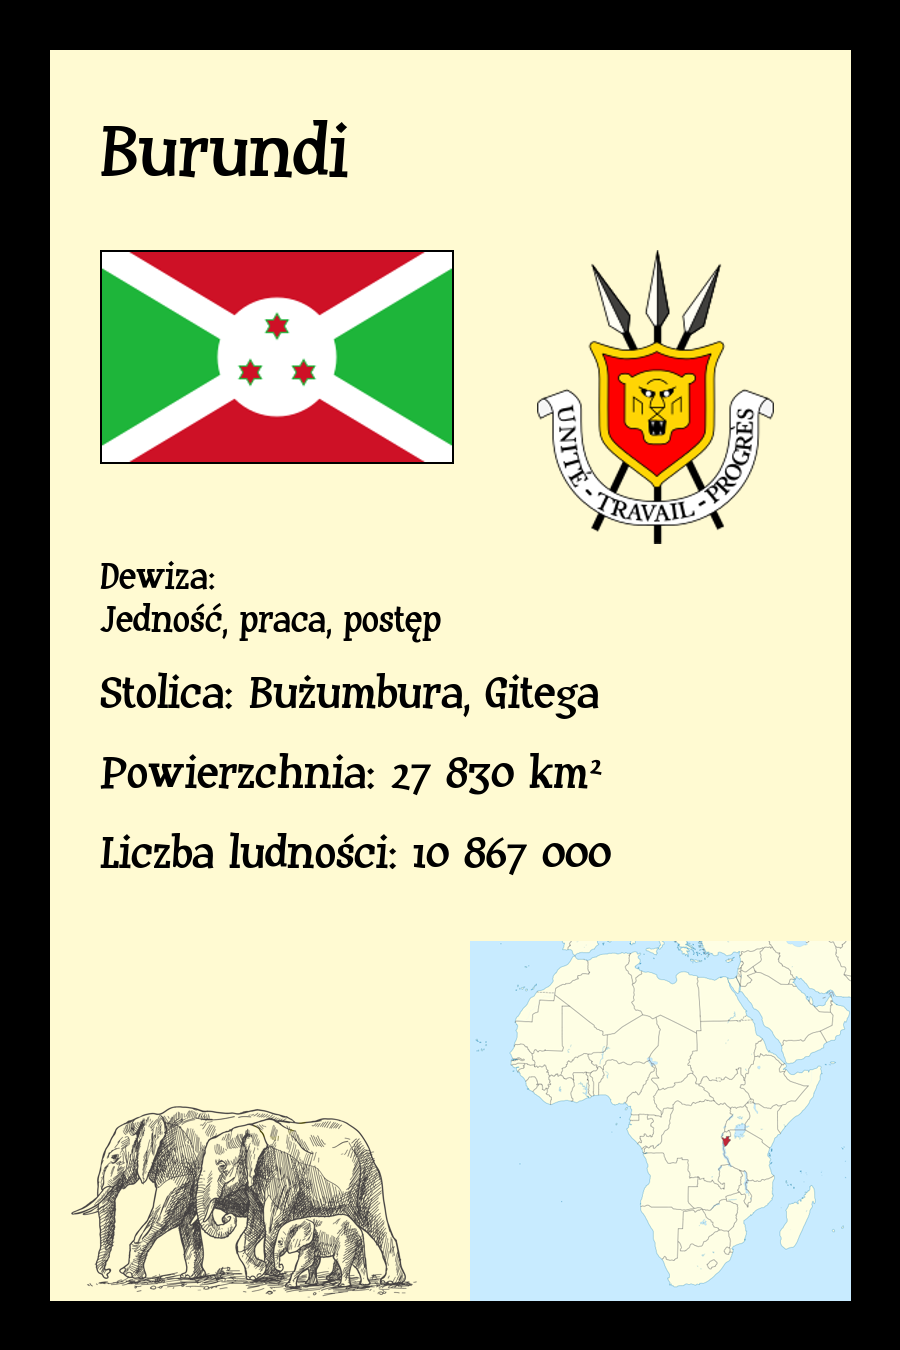 Burundi
UNITÉ - TRAVAIL - PROGRÈS
Dewiza:
Jedność, praca, postęp
Stolica: Bużumbura, Gitega
Powierzchnia: 27 830 km²
Liczba ludności: 10 867 000